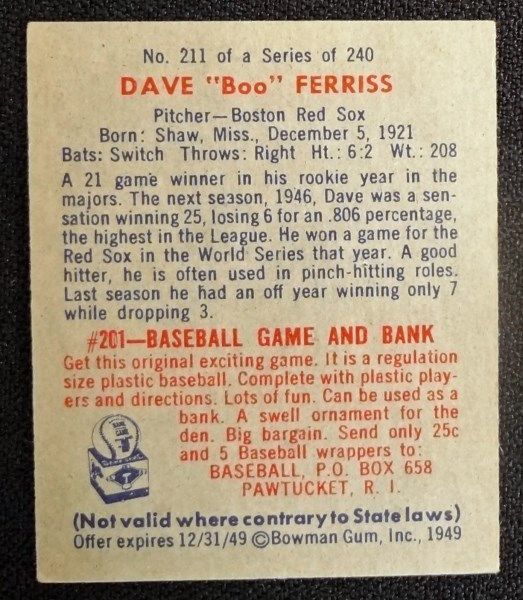 No. 211 of a Series of 240
DAVE "Boo" FERRISS
Pitcher—Boston Red Sox
Born: Shaw, Miss., December 5, 1921
Bats: Switch Throws: Right Ht.: 6:2 Wt.: 208
A 21 game winner in his rookie year in the
majors. The next season, 1946, Dave was a sen-
sation winning 25, losing 6 for an .806 percentage,
the highest in the League. He won a game for the
Red Sox in the World Series that year. A good
hitter, he is often used in pinch-hitting roles.
Last season he had an off year winning only 7
while dropping 3.
#201—BASEBALL GAME AND BANK
Get this original exciting game. It is a regulation
size plastic baseball. Complete with plastic play-
ers and directions. Lots of fun. Can be used as a
bank. A swell ornament for the
den. Big bargain. Send only 25c
and 5 Baseball wrappers to:
BASEBALL, P.O. BOX 658
PAWTUCKET, R. I.
(Not valid where contrary to State laws)
Offer expires 12/31/49 ©Bowman Gum, Inc., 1949